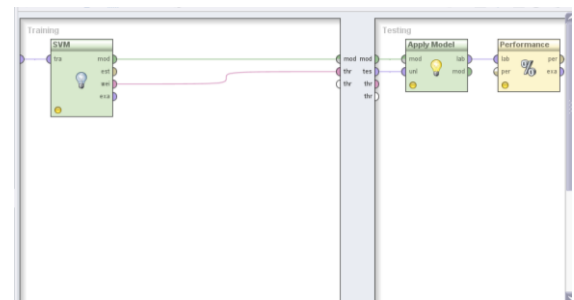 Training
SVM
tra
mod
est
wei
exa
mod
thr
thr
Testing
mod
tes
thr
thr
Apply Model
mod
unl
lab
mod
Performance
lab
per
%
per
exa